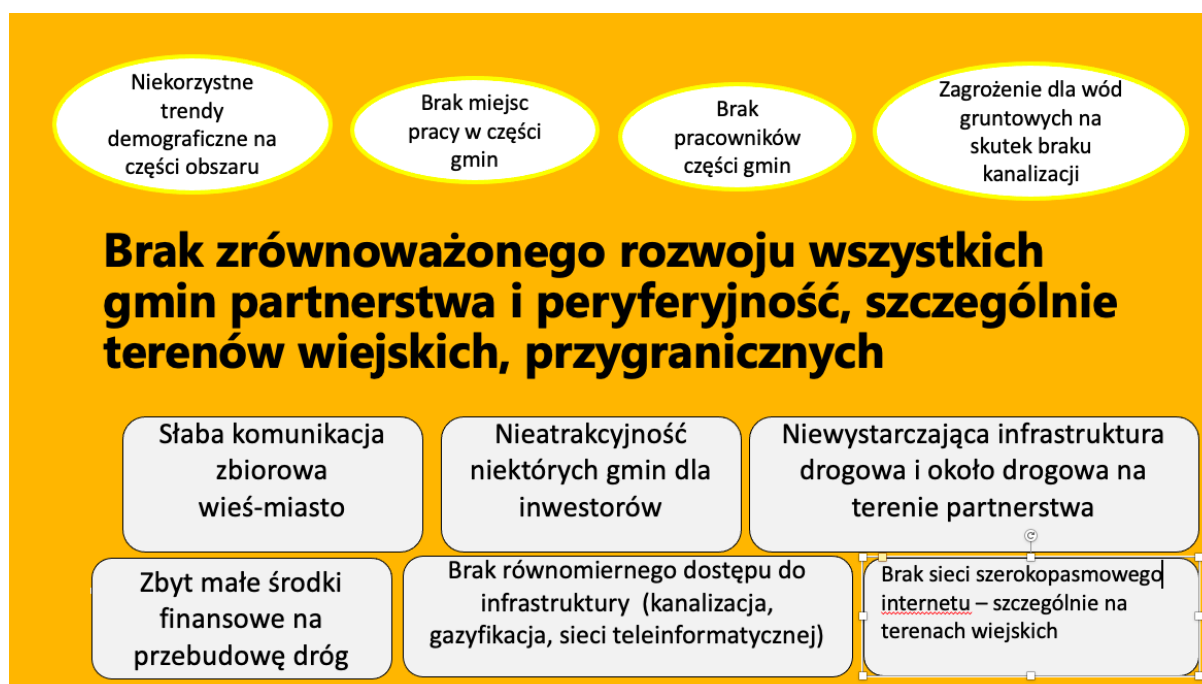 Niekorzystne
trendy
demograficzne na
części obszaru
Brak miejsc
pracy w części
gmin
Brak
pracowników
części gmin
Zagrożenie dla wód
gruntowych na
skutek braku
kanalizacji
Brak zrównoważonego rozwoju wszystkich
gmin partnerstwa i peryferyjność, szczególnie
terenów wiejskich, przygranicznych
Słaba komunikacja
zbiorowa
wieś-miasto
Nieatrakcyjność
niektórych gmin dla
inwestorów
Niewystarczająca infrastruktura
drogowa i około drogowa na
terenie partnerstwa
Zbyt małe środki
finansowe na
przebudowę dróg
Brak równomiernego dostępu do
infrastruktury (kanalizacja,
gazyfikacja, sieci teleinformatycznej)
Brak sieci szerokopasmowego
internetu – szczególnie na
terenach wiejskich